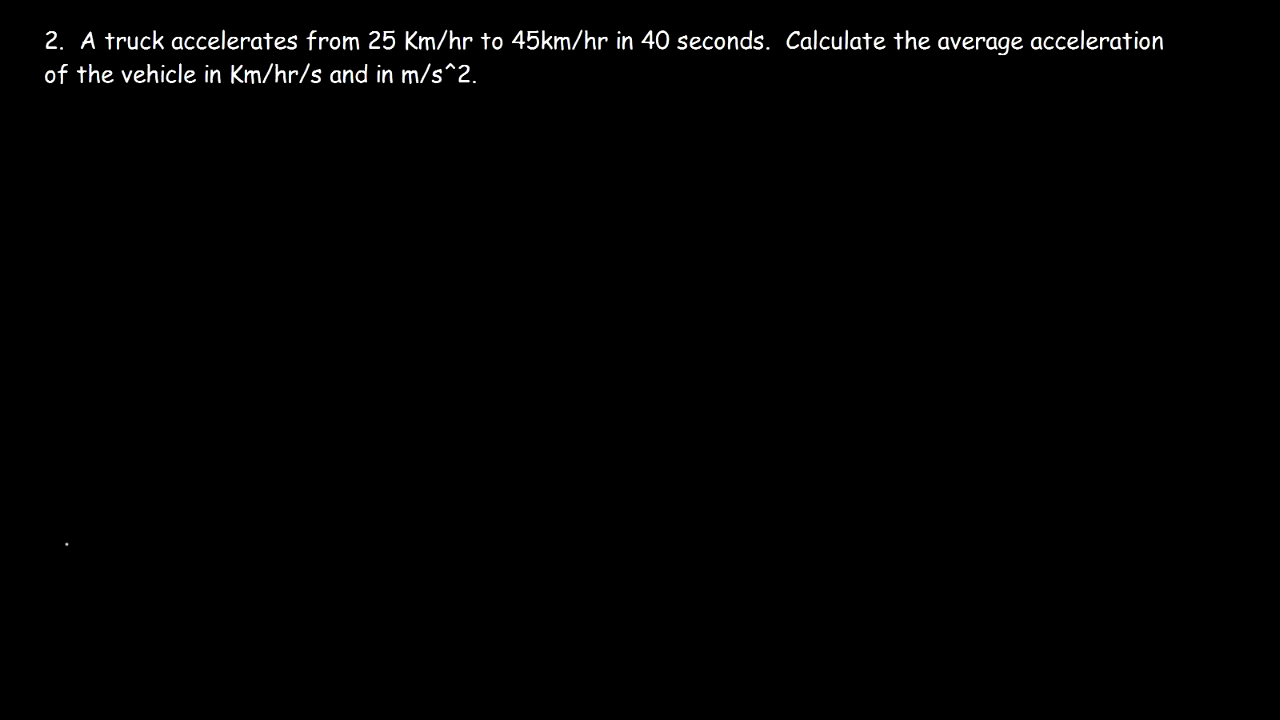 2.  A truck accelerates from 25 Km/hr to 45km/hr in 40 seconds.  Calculate the average acceleration
of the vehicle in Km/hr/s and in m/s^2.